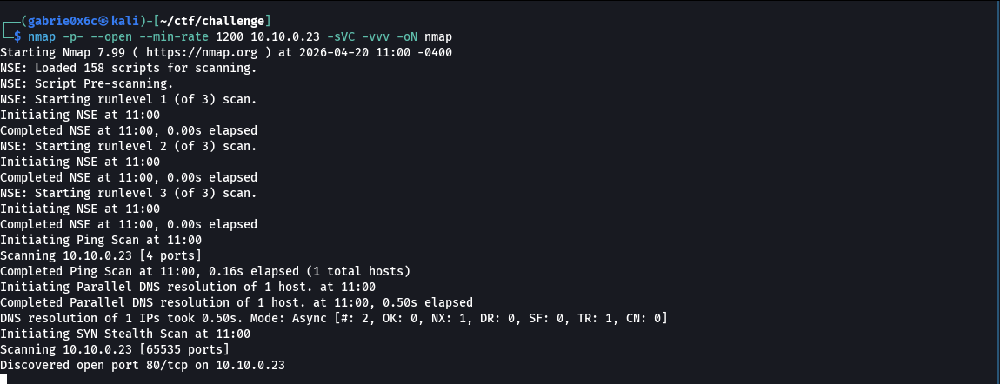 ┌──(gabrie0x6c㉿kali)-[~/ctf/challenge]
└─$ nmap -p- --open --min-rate 1200 10.10.0.23 -sVC -vvv -oN nmap
Starting Nmap 7.99 ( https://nmap.org ) at 2026-04-20 11:00 -0400
NSE: Loaded 158 scripts for scanning.
NSE: Script Pre-scanning.
NSE: Starting runlevel 1 (of 3) scan.
Initiating NSE at 11:00
Completed NSE at 11:00, 0.00s elapsed
NSE: Starting runlevel 2 (of 3) scan.
Initiating NSE at 11:00
Completed NSE at 11:00, 0.00s elapsed
NSE: Starting runlevel 3 (of 3) scan.
Initiating NSE at 11:00
Completed NSE at 11:00, 0.00s elapsed
Initiating Ping Scan at 11:00
Scanning 10.10.0.23 [4 ports]
Completed Ping Scan at 11:00, 0.16s elapsed (1 total hosts)
Initiating Parallel DNS resolution of 1 host. at 11:00
Completed Parallel DNS resolution of 1 host. at 11:00, 0.50s elapsed
DNS resolution of 1 IPs took 0.50s. Mode: Async [#: 2, OK: 0, NX: 1, DR: 0, SF: 0, TR: 1, CN: 0]
Initiating SYN Stealth Scan at 11:00
Scanning 10.10.0.23 [65535 ports]
Discovered open port 80/tcp on 10.10.0.23